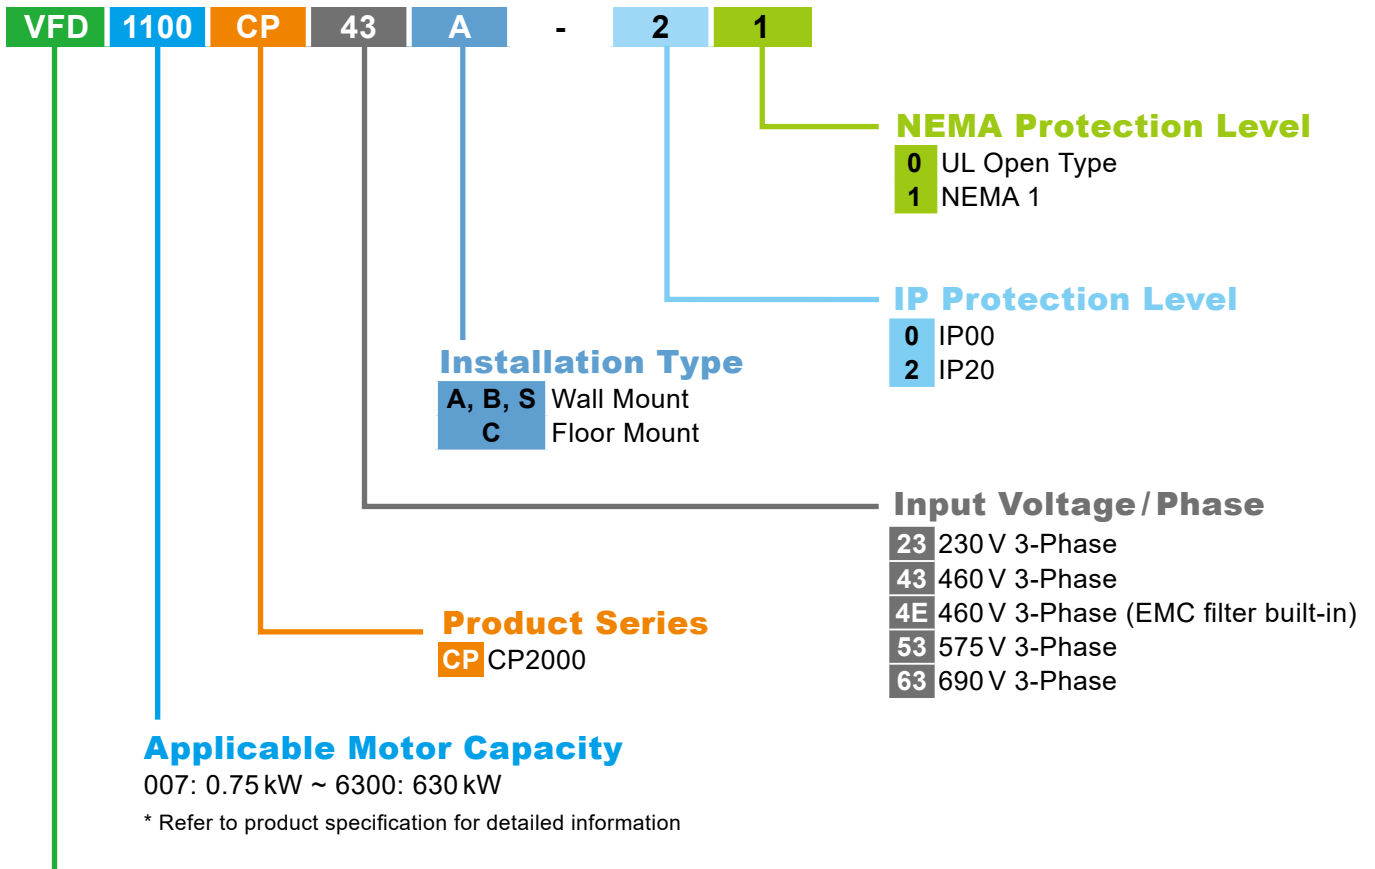 VFD 1100 CP 43 A - 2 1
NEMA Protection Level
0 UL Open Type
1 NEMA 1
IP Protection Level
0 IP00
2 IP20
Installation Type
A, B, S Wall Mount
C Floor Mount
Input Voltage/Phase
23 230 V 3-Phase
43 460 V 3-Phase
4E 460 V 3-Phase (EMC filter built-in)
53 575 V 3-Phase
63 690 V 3-Phase
Product Series
CP CP2000
Applicable Motor Capacity
007: 0.75 kW ~ 6300: 630 kW
* Refer to product specification for detailed information